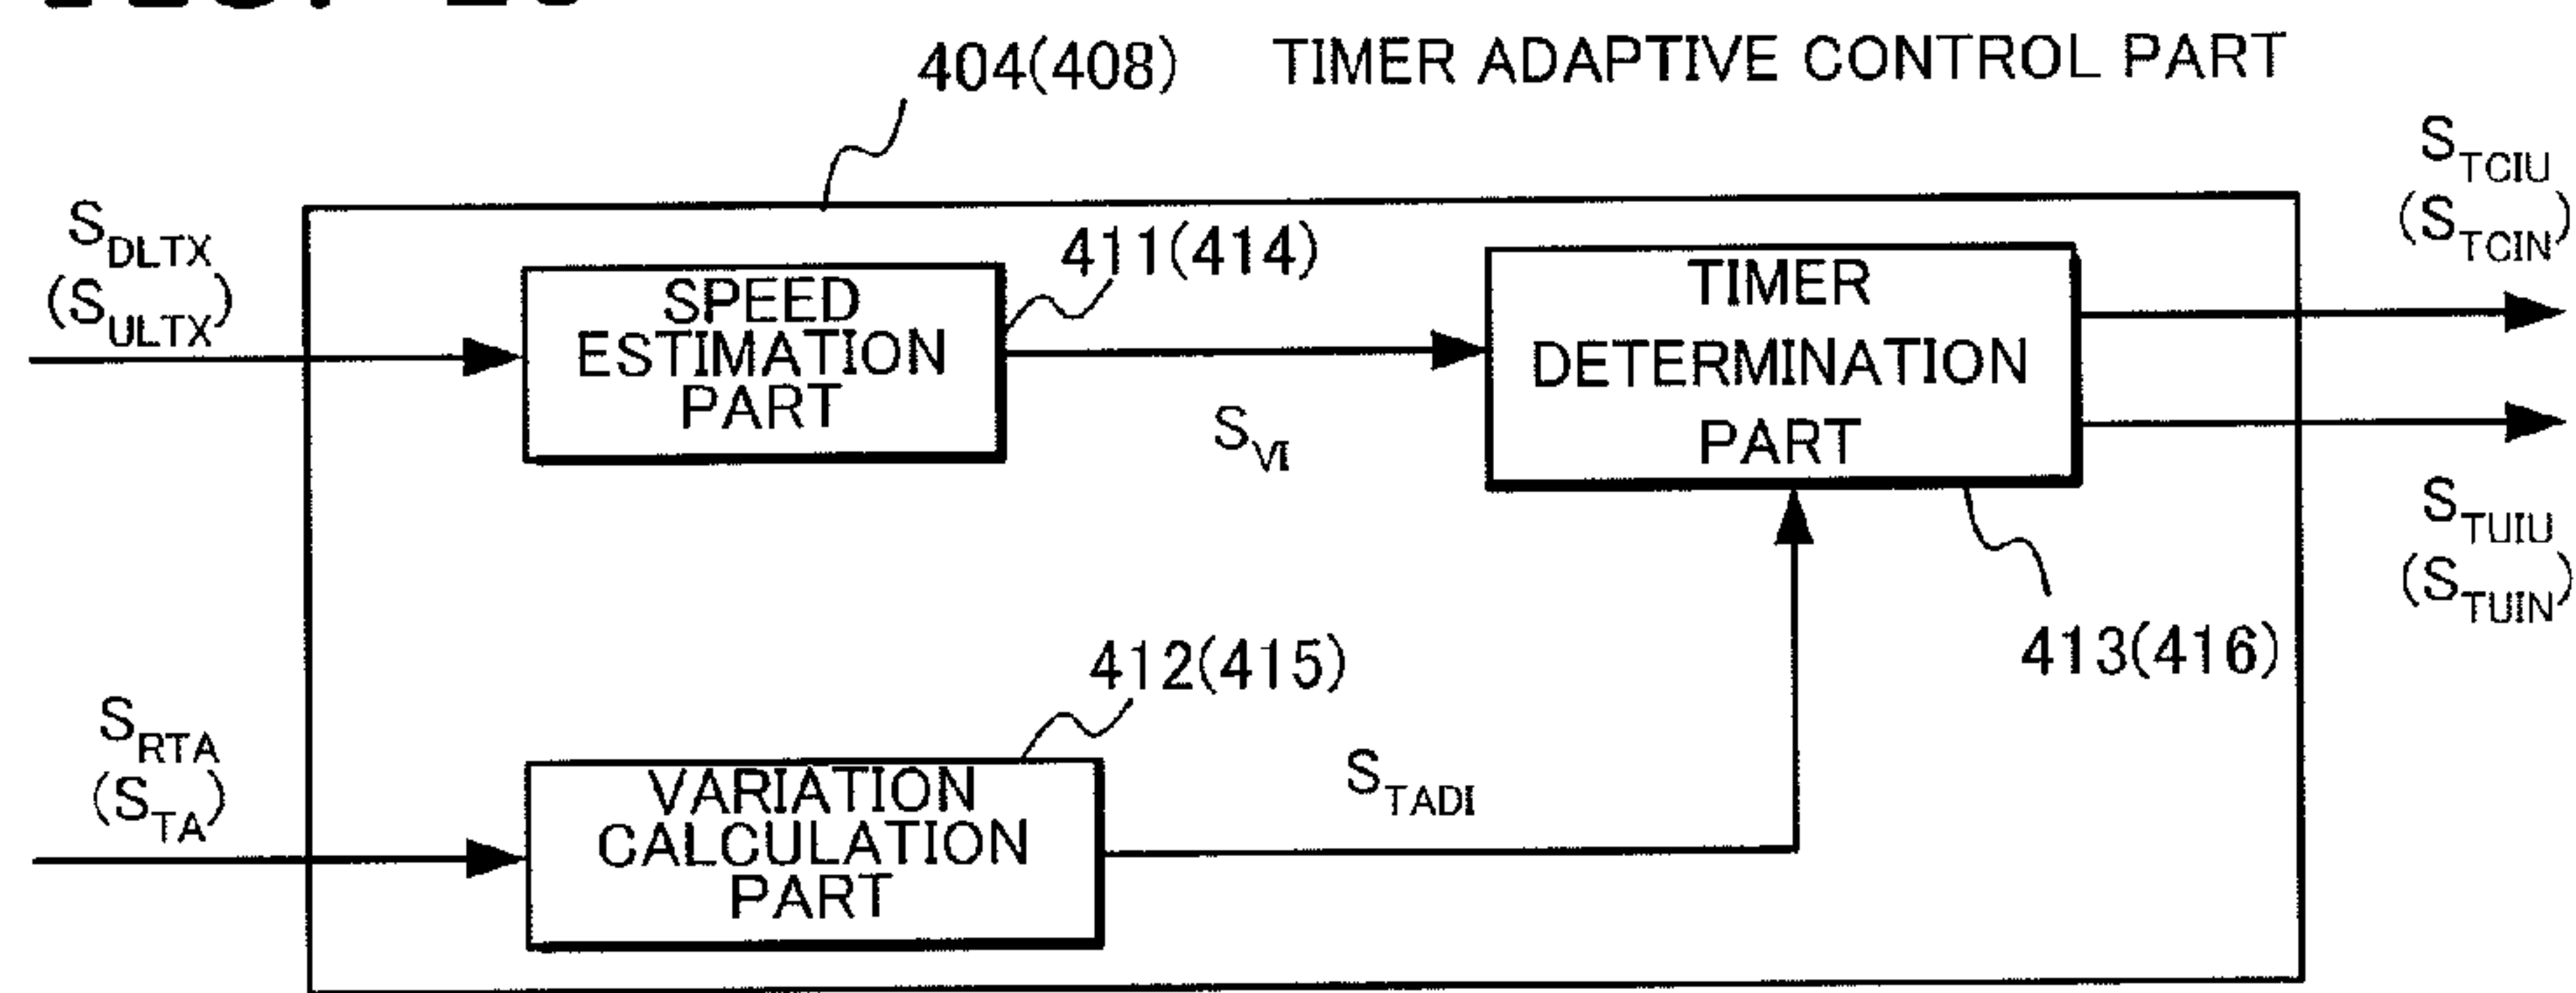 404(408) TIMER ADAPTIVE CONTROL PART
S_DLTX
(S_ULTX)
411(414)
SPEED
ESTIMATION
PART
S_VI
TIMER
DETERMINATION
PART
S_TCIU
(S_TCIN)
S_TUIU
(S_TUIN)
413(416)
412(415)
S_RTA
(S_TA)
VARIATION
CALCULATION
PART
S_TADI